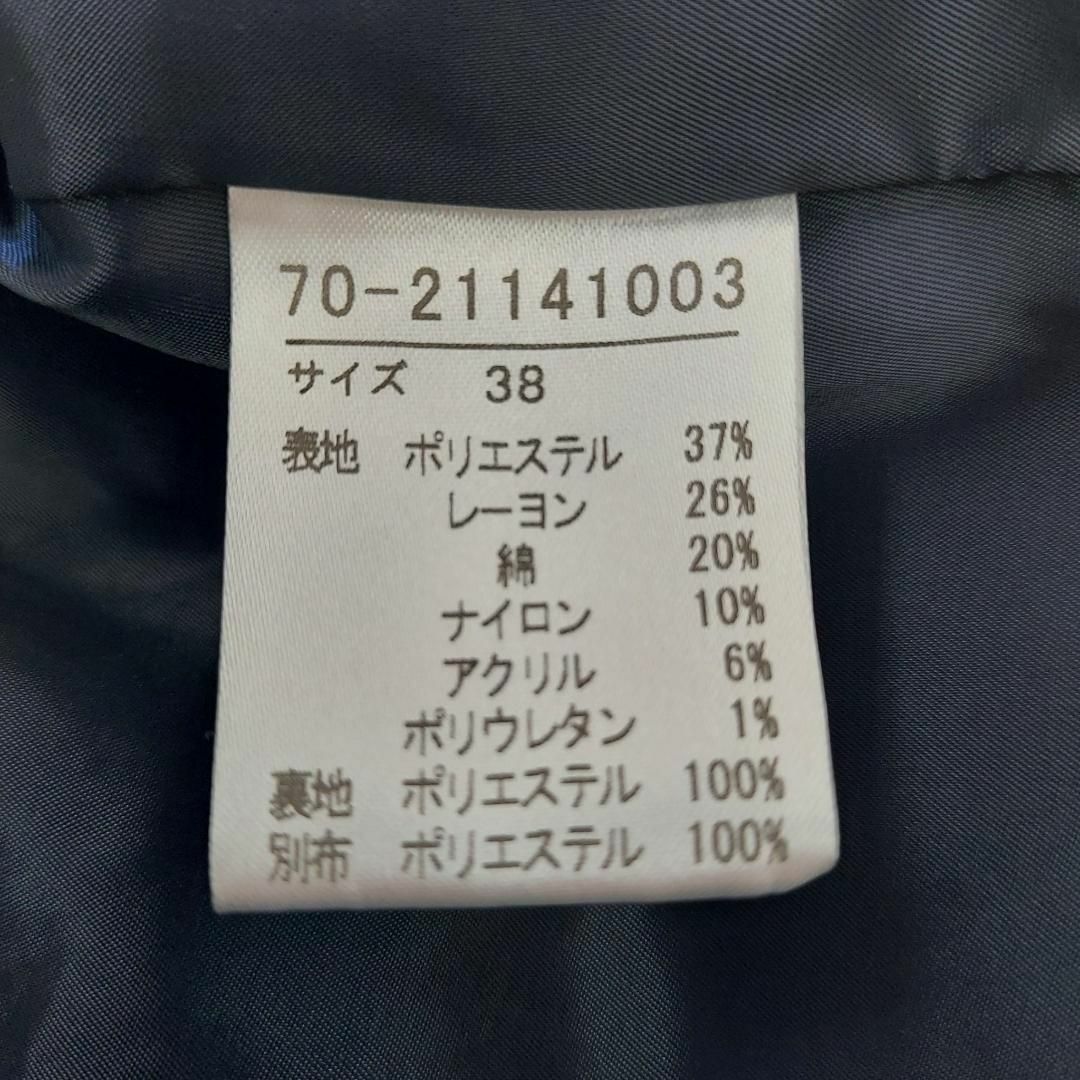 70-21141003
サイズ 38
表地 ポリエステル 37%
レーヨン 26%
綿 20%
ナイロン 10%
アクリル 6%
ポリウレタン 1%
裏地 ポリエステル 100%
別布 ポリエステル 100%